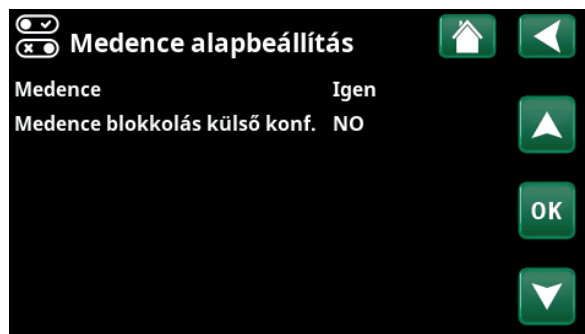 Medence alapbeállítás
Medence Igen
Medence blokkolás külső konf. NO
OK